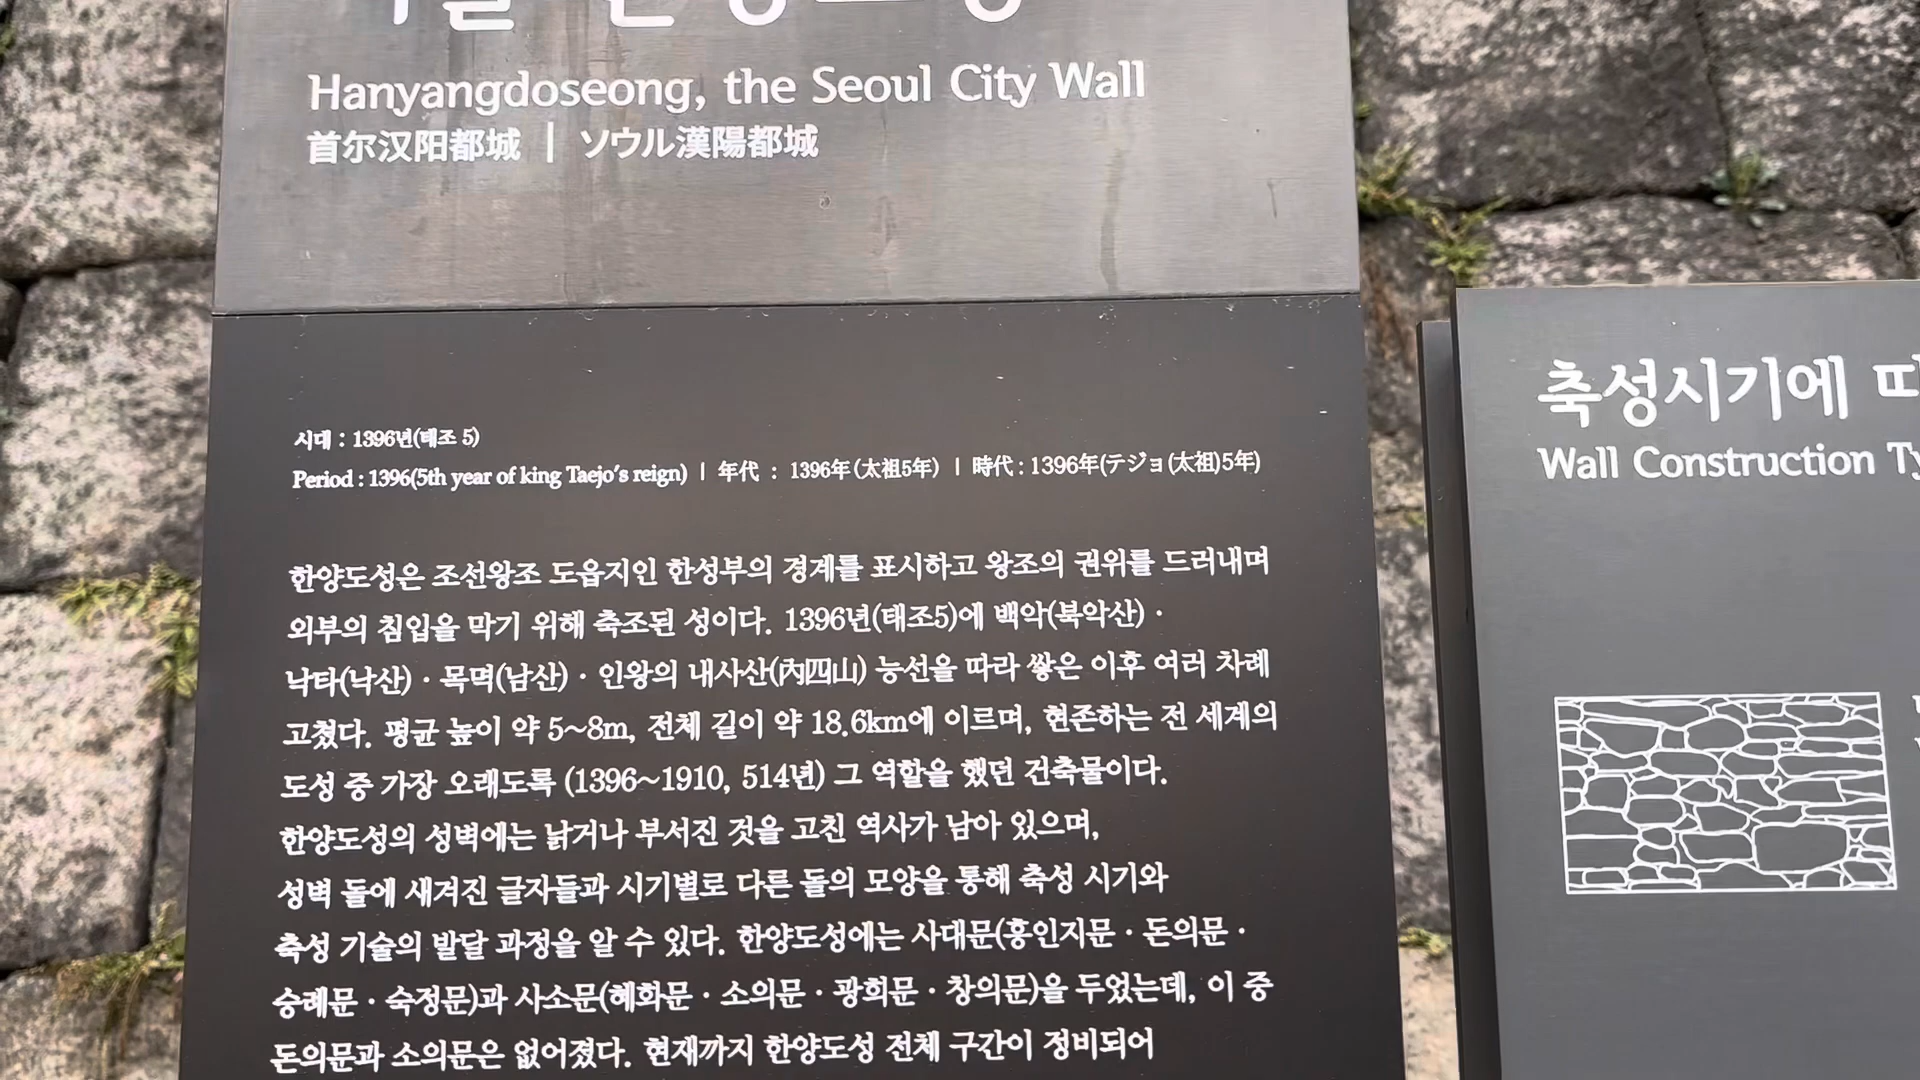 Hanyangdoseong, the Seoul City Wall
首尔汉阳都城 | ソウル漢陽都城
시대 : 1396년(태조 5)
Period : 1396(5th year of king Taejo's reign) | 年代 : 1396年(太祖5年) | 時代 : 1396年(テジョ(太祖)5年)
한양도성은 조선왕조 도읍지인 한성부의 경계를 표시하고 왕조의 권위를 드러내며
외부의 침입을 막기 위해 축조된 성이다. 1396년(태조5)에 백악(북악산) ·
낙타(낙산) · 목멱(남산) · 인왕의 내사산(內四山) 능선을 따라 쌓은 이후 여러 차례
고쳤다. 평균 높이 약 5~8m, 전체 길이 약 18.6km에 이르며, 현존하는 전 세계의
도성 중 가장 오래도록 (1396~1910, 514년) 그 역할을 했던 건축물이다.
한양도성의 성벽에는 낡거나 부서진 것을 고친 역사가 남아 있으며,
성벽 돌에 새겨진 글자들과 시기별로 다른 돌의 모양을 통해 축성 시기와
축성 기술의 발달 과정을 알 수 있다. 한양도성에는 사대문(흥인지문 · 돈의문 ·
숭례문 · 숙정문)과 사소문(혜화문 · 소의문 · 광희문 · 창의문)을 두었는데, 이 중
돈의문과 소의문은 없어졌다. 현재까지 한양도성 전체 구간이 정비되어
축성시기에
Wall Construction